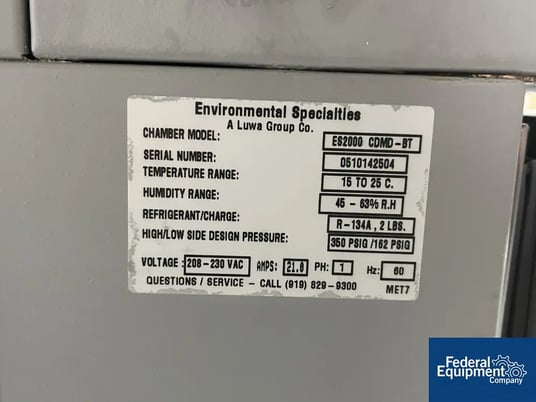 Environmental Specialties
A Luwa Group Co.
CHAMBER MODEL: ES2000 CDMD-BT
SERIAL NUMBER: 0510142504
TEMPERATURE RANGE: 15 TO 25 C.
HUMIDITY RANGE: 45 - 63% R.H
REFRIGERANT/CHARGE: R-134A, 2 LBS.
HIGH/LOW SIDE DESIGN PRESSURE: 350 PSIG /162 PSIG
VOLTAGE: 208-230 VAC AMPS: 21.8 PH: 1 Hz: 60
QUESTIONS / SERVICE - CALL (919) 829-9300 MET7
Federal
Equipment
Company